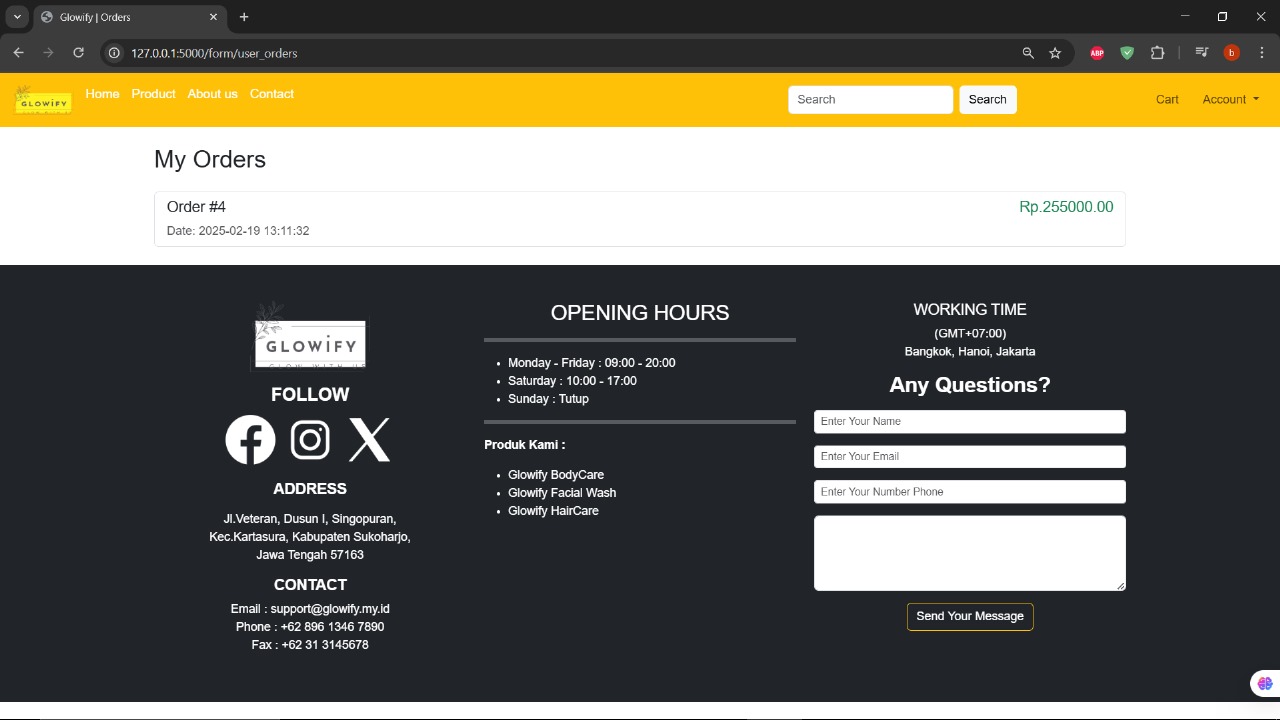 Glowify | Orders
127.0.0.1:5000/form/user_orders
ABP
b
GLOWIFY
Home Product About us Contact
Search
Search
Cart
Account
My Orders
Order #4
Rp.255000.00
Date: 2025-02-19 13:11:32
GLOWIFY
GLOW WITH US
FOLLOW
ADDRESS
Jl.Veteran, Dusun I, Singopuran,
Kec.Kartasura, Kabupaten Sukoharjo,
Jawa Tengah 57163
CONTACT
Email : support@glowify.my.id
Phone : +62 896 1346 7890
Fax : +62 31 3145678
OPENING HOURS
Monday - Friday : 09:00 - 20:00
Saturday : 10:00 - 17:00
Sunday : Tutup
Produk Kami :
Glowify BodyCare
Glowify Facial Wash
Glowify HairCare
WORKING TIME
(GMT+07:00)
Bangkok, Hanoi, Jakarta
Any Questions?
Enter Your Name
Enter Your Email
Enter Your Number Phone
Send Your Message